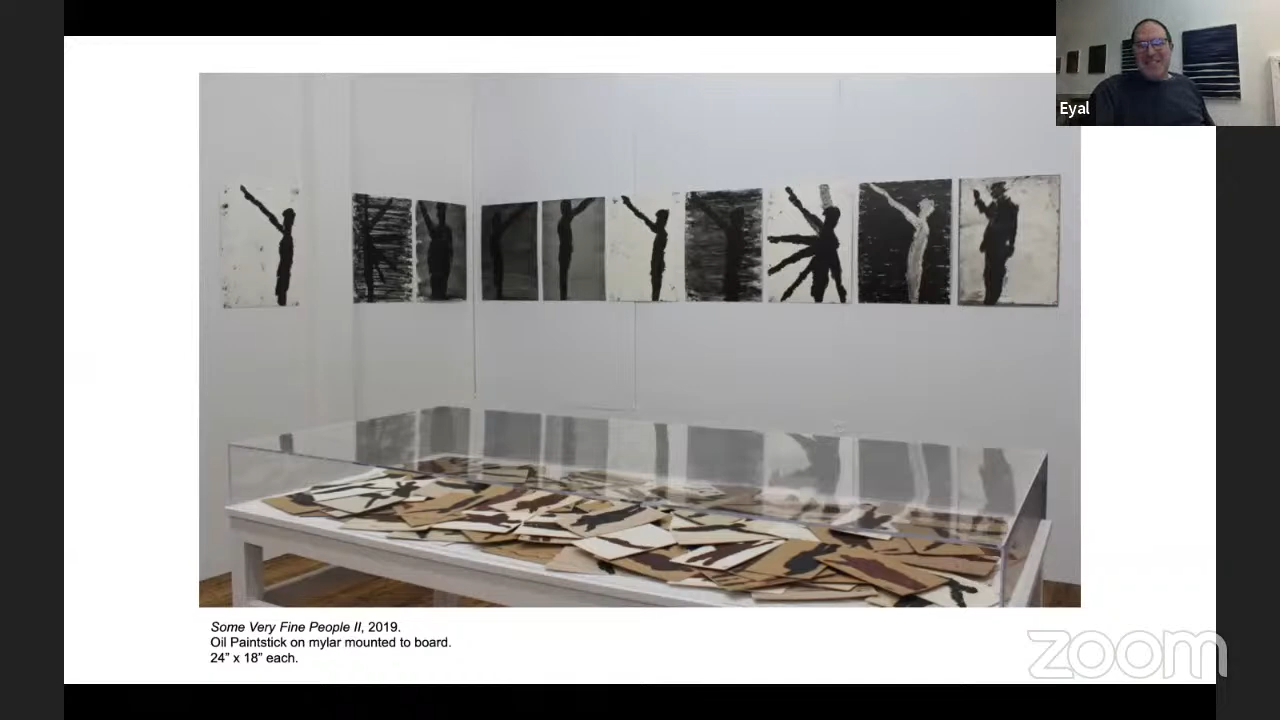 Eyal
Some Very Fine People II, 2019.
Oil Paintstick on mylar mounted to board.
24” x 18” each.
zoom